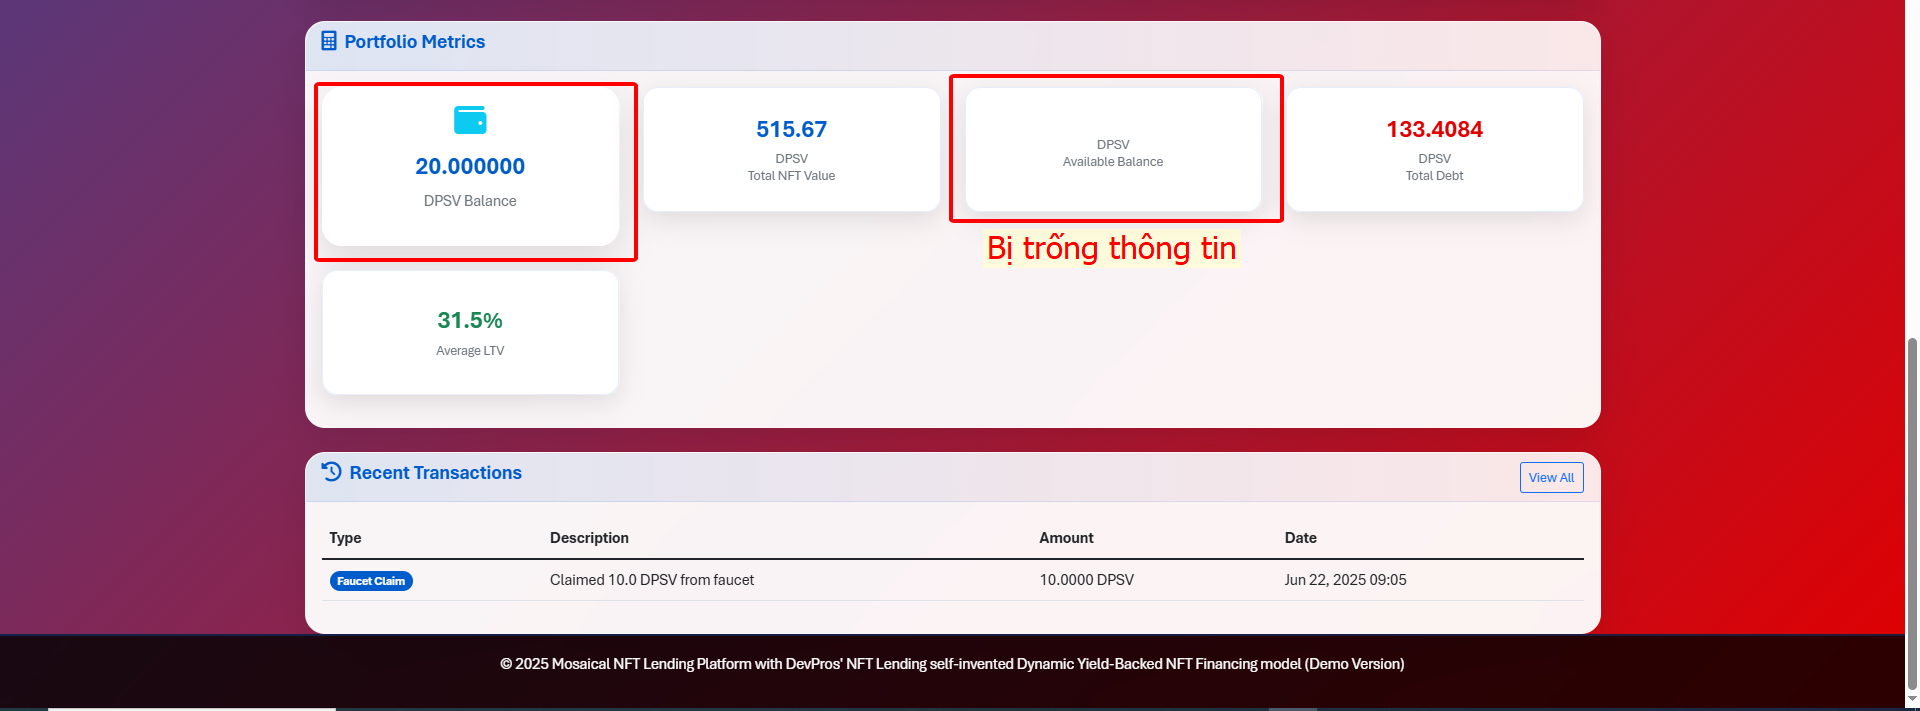 Portfolio Metrics
20.000000
DPSV Balance
515.67
DPSV
Total NFT Value
DPSV
Available Balance
133.4084
DPSV
Total Debt
Bị trống thông tin
31.5%
Average LTV
Recent Transactions
View All
Type Description Amount Date
Faucet Claim Claimed 10.0 DPSV from faucet 10.0000 DPSV Jun 22, 2025 09:05
© 2025 Mosaical NFT Lending Platform with DevPros' NFT Lending self-invented Dynamic Yield-Backed NFT Financing model (Demo Version)